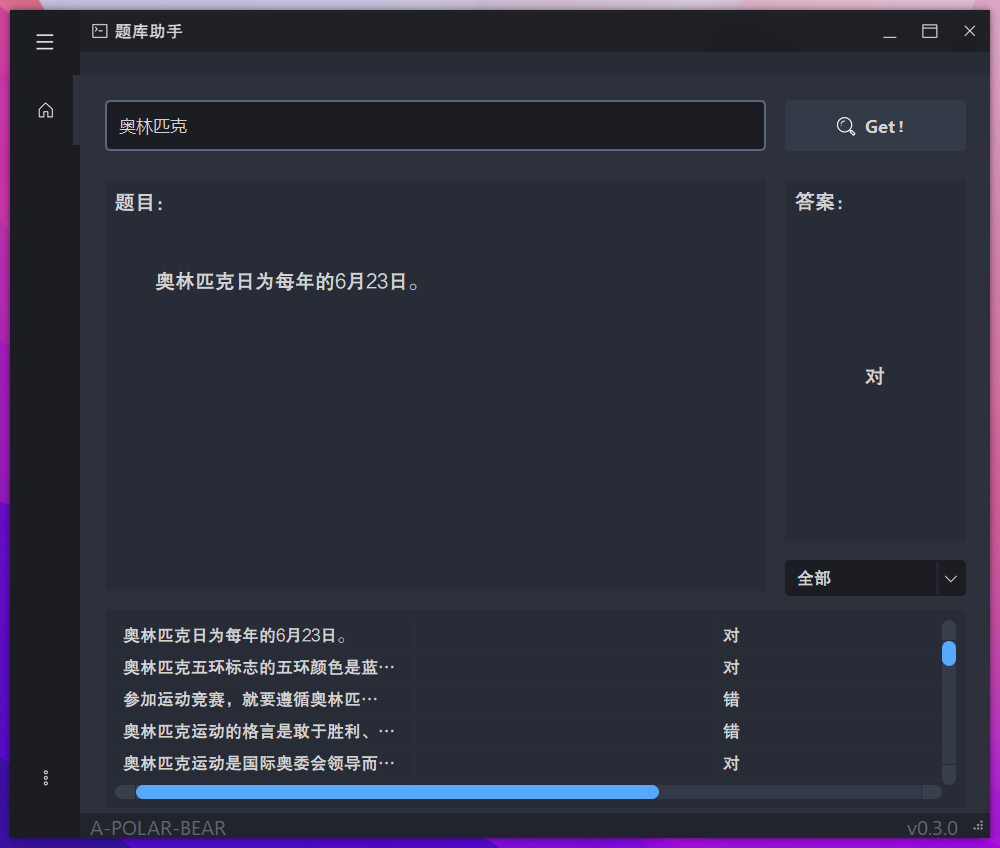 题库助手
奥林匹克
Get!
题目：
答案：
奥林匹克日为每年的6月23日。
对
全部
奥林匹克日为每年的6月23日。 对
奥林匹克五环标志的五环颜色是蓝… 对
参加运动竞赛，就要遵循奥林匹… 错
奥林匹克运动的格言是敢于胜利、… 错
奥林匹克运动是国际奥委会领导而… 对
A-POLAR-BEAR
v0.3.0